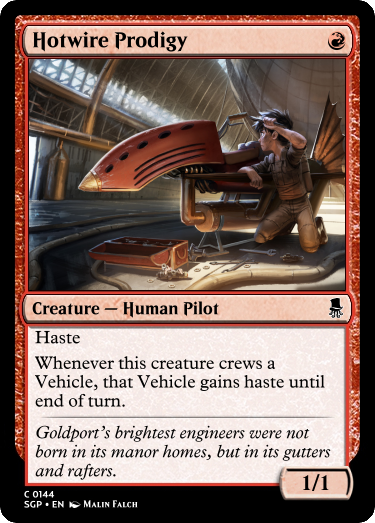 Hotwire Prodigy
Creature — Human Pilot
Haste
Whenever this creature crews a
Vehicle, that Vehicle gains haste until
end of turn.
Goldport's brightest engineers were not
born in its manor homes, but in its gutters
and rafters.
1/1
C 0144
SGP • EN Malin Falch